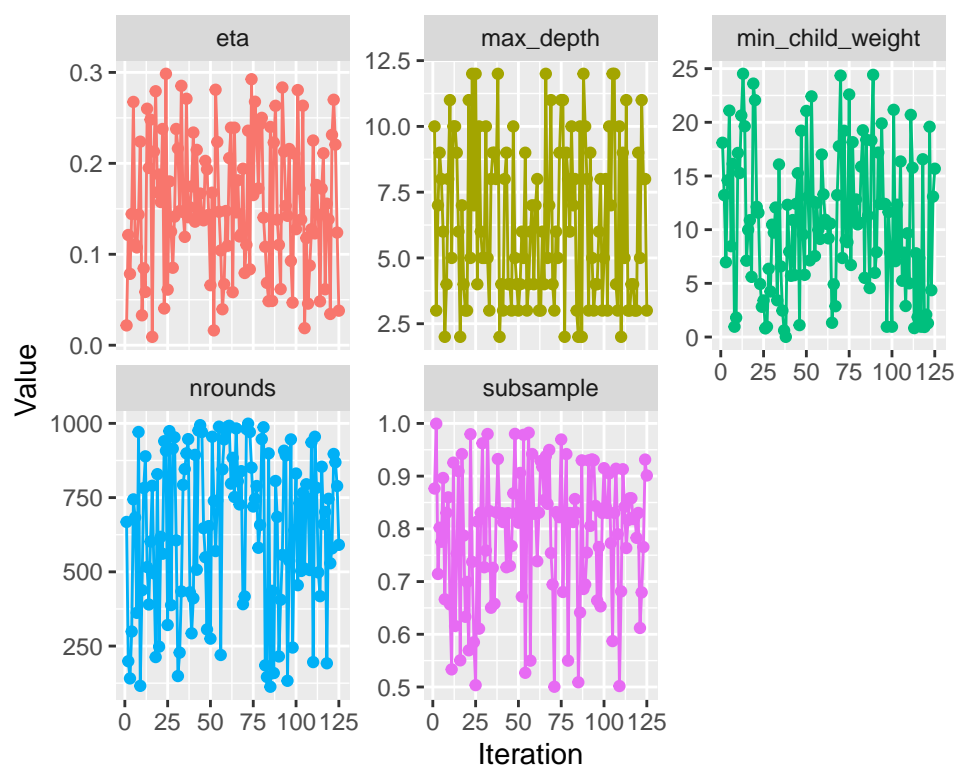 eta max_depth min_child_weight
0.3 12.5 25
10.0 20
0.2 7.5 15
0.1 5.0 10
5
0.0 2.5 0
0 25 50 75 100 125
nrounds subsample
1000 1.0
0.9
750 0.8
500 0.7
250 0.6
0.5
0 25 50 75 100 125 0 25 50 75 100 125
Value
Iteration